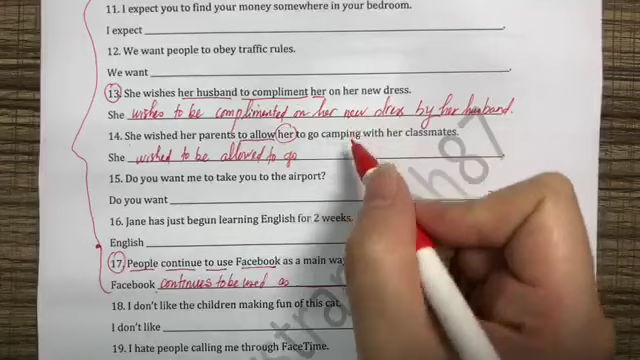 11. I expect you to find your money somewhere in your bedroom.
I expect
12. We want people to obey traffic rules.
We want
13. She wishes her husband to compliment her on her new dress.
She wishes to be complimented on her new dress by her husband.
14. She wished her parents to allow her to go camping with her classmates.
She wished to be allowed to go
15. Do you want me to take you to the airport?
Do you want
16. Jane has just begun learning English for 2 weeks.
English
17. People continue to use Facebook as a main way
Facebook continues to be used as
18. I don't like the children making fun of this cat.
I don't like
19. I hate people calling me through FaceTime.